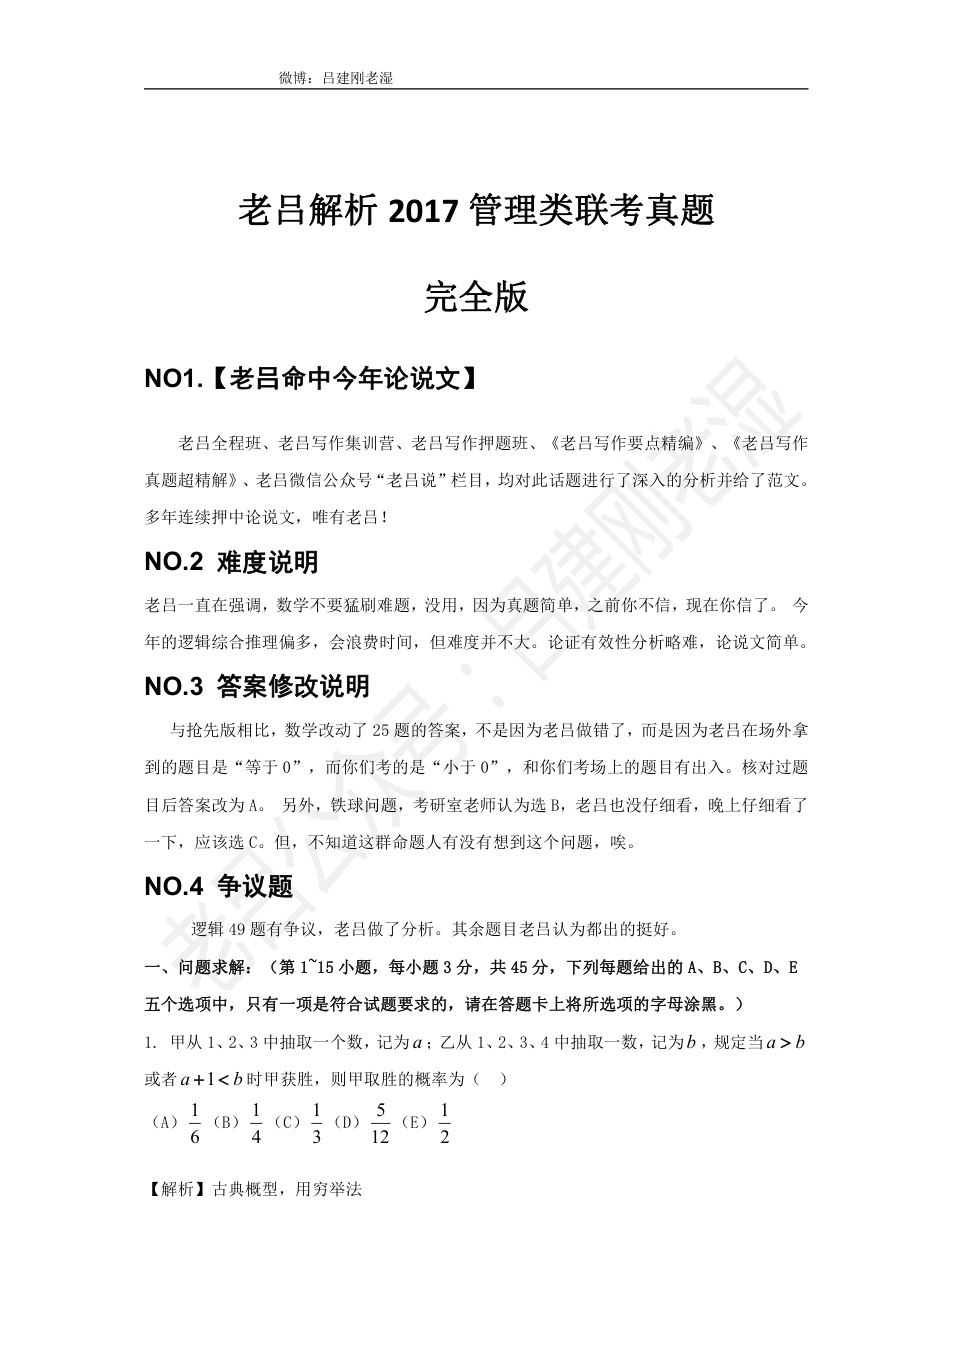 微博：吕建刚老湿
老吕解析 2017 管理类联考真题
完全版
NO1.【老吕命中今年论说文】
老吕全程班、老吕写作集训营、老吕写作押题班、《老吕写作要点精编》、《老吕写作
真题超精解》、老吕微信公众号“老吕说”栏目，均对此话题进行了深入的分析并给了范文。
多年连续押中论说文，唯有老吕！
NO.2 难度说明
老吕一直在强调，数学不要猛刷难题，没用，因为真题简单，之前你不信，现在你信了。 今
年的逻辑综合推理偏多，会浪费时间，但难度并不大。论证有效性分析略难，论说文简单。
NO.3 答案修改说明
与抢先版相比，数学改动了 25 题的答案，不是因为老吕做错了，而是因为老吕在场外拿
到的题目是“等于 0”，而你们考的是“小于 0”，和你们考场上的题目有出入。核对过题
目后答案改为 A。 另外，铁球问题，考研室老师认为选 B，老吕也没仔细看，晚上仔细看了
一下，应该选 C。但，不知道这群命题人有没有想到这个问题，唉。
NO.4 争议题
逻辑 49 题有争议，老吕做了分析。其余题目老吕认为都出的挺好。
一、问题求解：（第 1~15 小题，每小题 3 分，共 45 分，下列每题给出的 A、B、C、D、E
五个选项中，只有一项是符合试题要求的，请在答题卡上将所选项的字母涂黑。）
1. 甲从 1、2、3 中抽取一个数，记为 a；乙从 1、2、3、4 中抽取一数，记为 b，规定当 a > b
或者 a+1<b 时甲获胜，则甲取胜的概率为（ ）
（A）1/6（B）1/4（C）1/3（D）5/12（E）1/2
【解析】古典概型，用穷举法
老吕公众号：吕建刚老湿